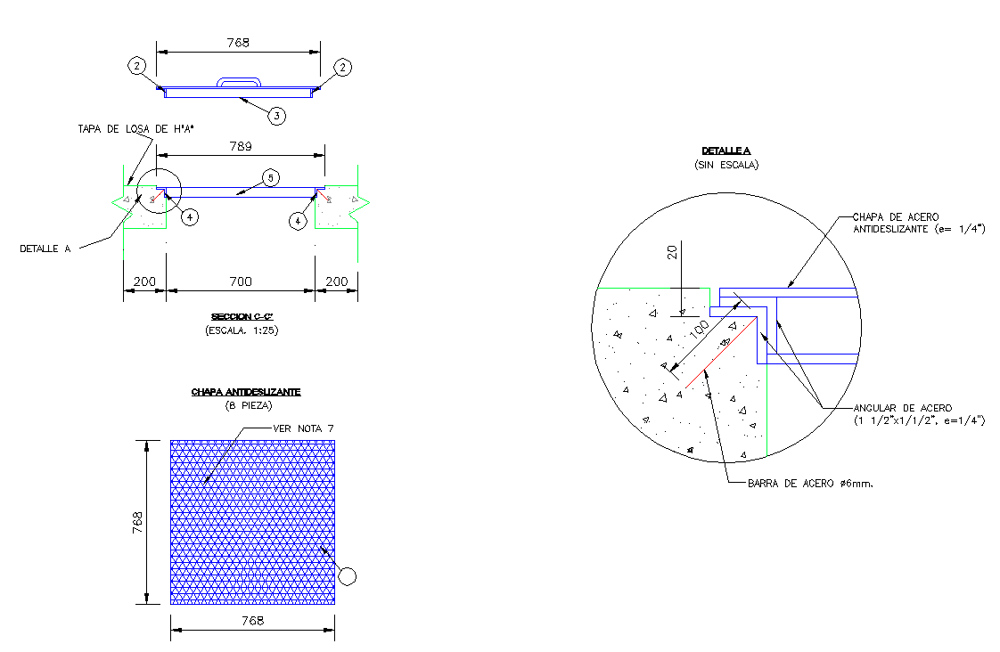 768
2
2
3
TAPA DE LOSA DE H°A°
789
5
4
4
DETALLE A
200
700
200
SECCION C-C'
(ESCALA. 1:25)
CHAPA ANTIDESLIZANTE
(8 PIEZA)
VER NOTA 7
768
768
DETALLE A
(SIN ESCALA)
CHAPA DE ACERO
ANTIDESLIZANTE (e= 1/4")
20
100
ANGULAR DE ACERO
(1 1/2"x1/1/2", e=1/4")
BARRA DE ACERO ø6mm.